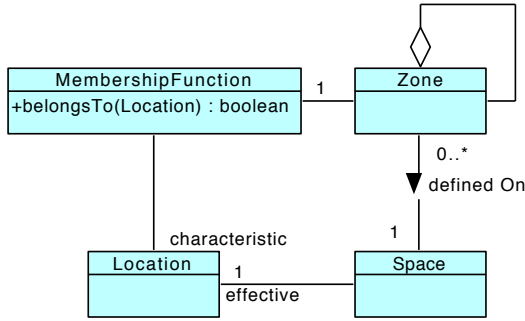 MembershipFunction
+belongsTo(Location) : boolean
1
Zone
0..*
defined On
1
characteristic
Location
1
effective
Space